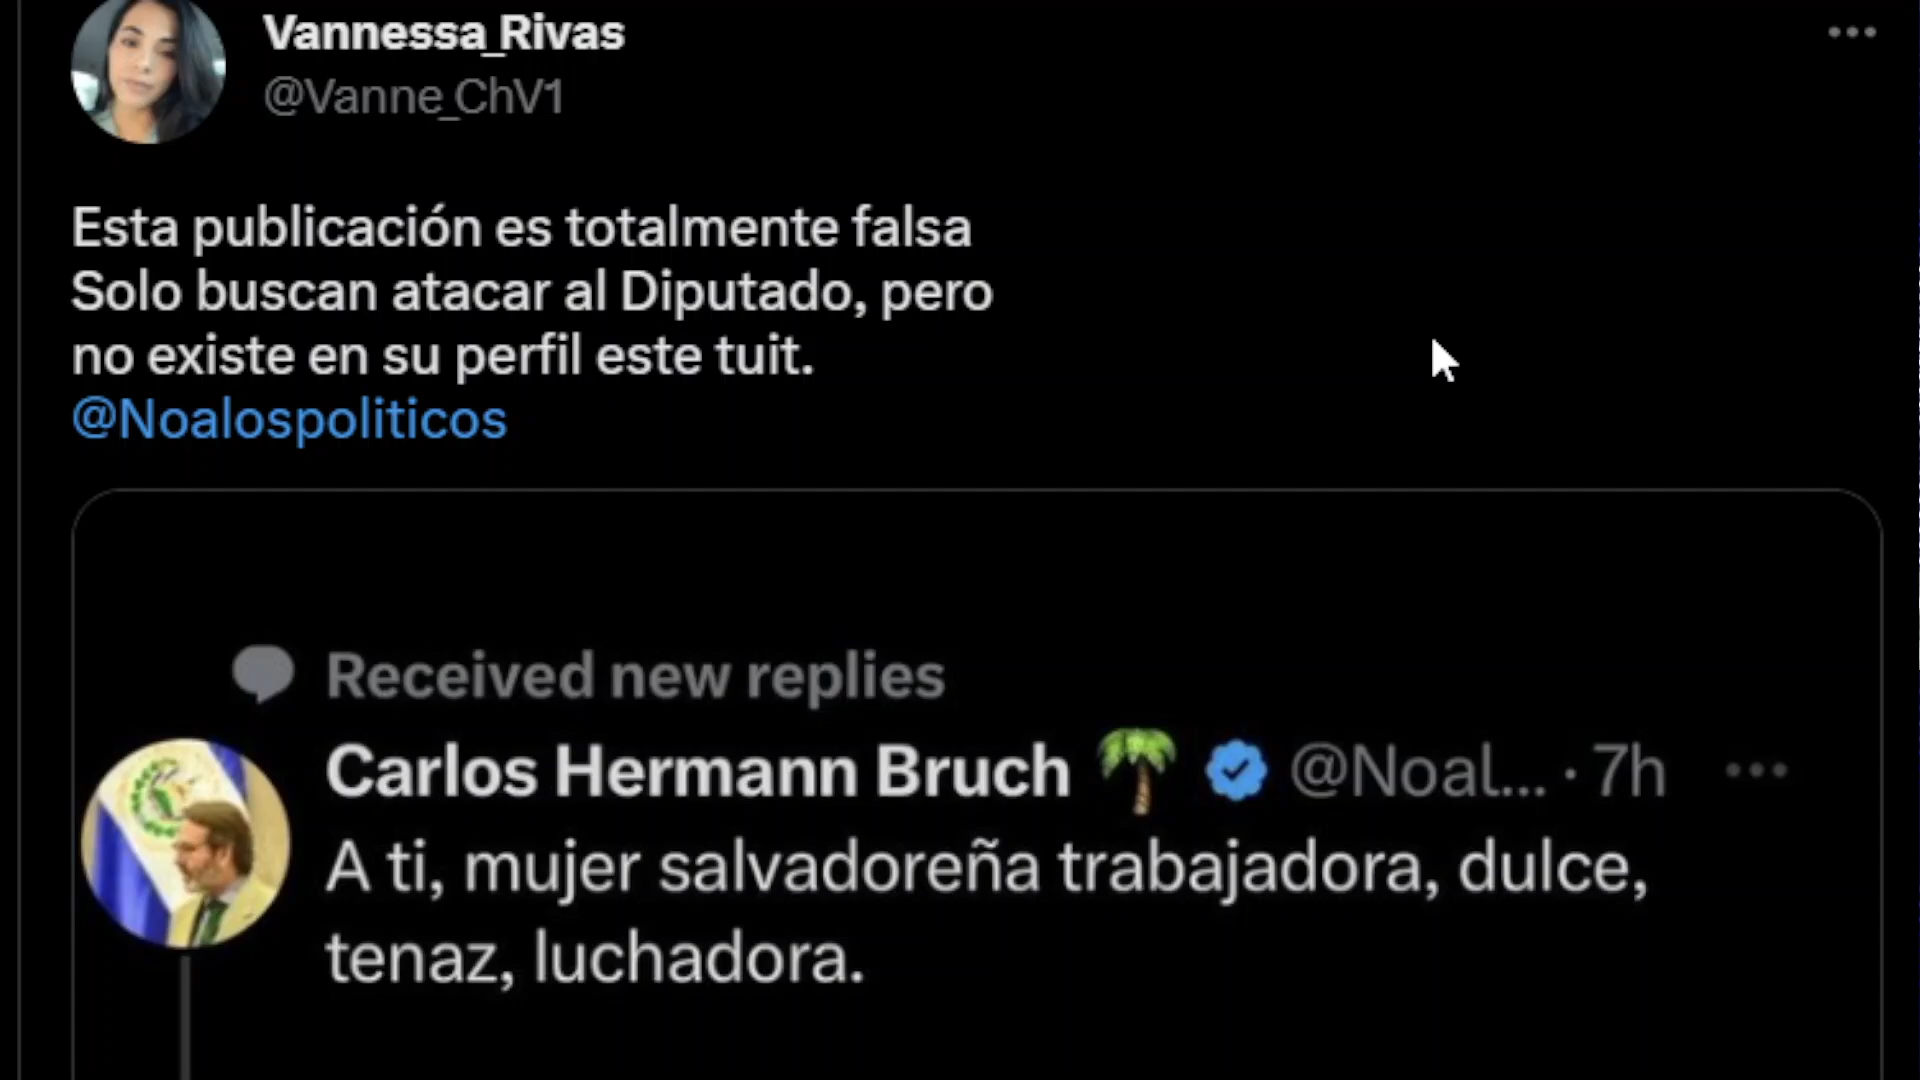 Vannessa_Rivas
@Vanne_ChV1
Esta publicación es totalmente falsa
Solo buscan atacar al Diputado, pero
no existe en su perfil este tuit.
@Noalospoliticos
Received new replies
Carlos Hermann Bruch 🌴 @Noal... · 7h
A ti, mujer salvadoreña trabajadora, dulce,
tenaz, luchadora.